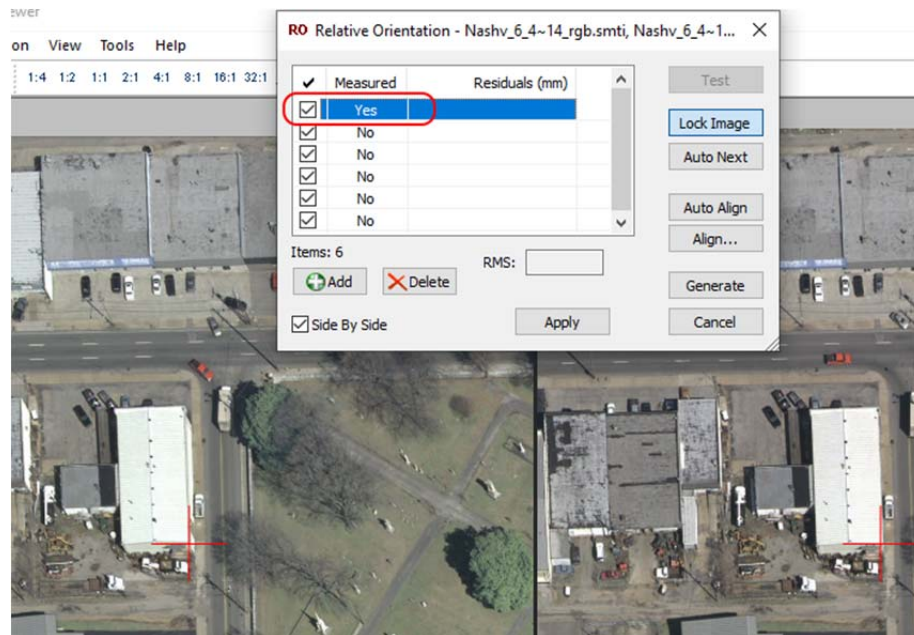 ewer
RO Relative Orientation - Nashv_6_4~14_rgb.smti, Nashv_6_4~1...
on View Tools Help
1:4 1:2 1:1 2:1 4:1 8:1 16:1 32:1
Measured Residuals (mm)
Test
Yes
Lock Image
No
No
Auto Next
No
No
Auto Align
No
Align...
Items: 6
RMS:
Add Delete
Generate
Side By Side
Apply
Cancel